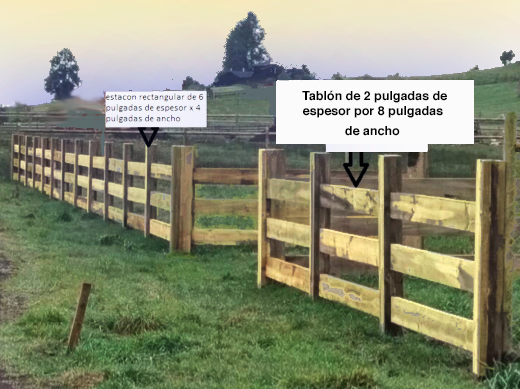 estacon rectangular de 6
pulgadas de espesor x 4
pulgadas de ancho
Tablón de 2 pulgadas de
espesor por 8 pulgadas
de ancho